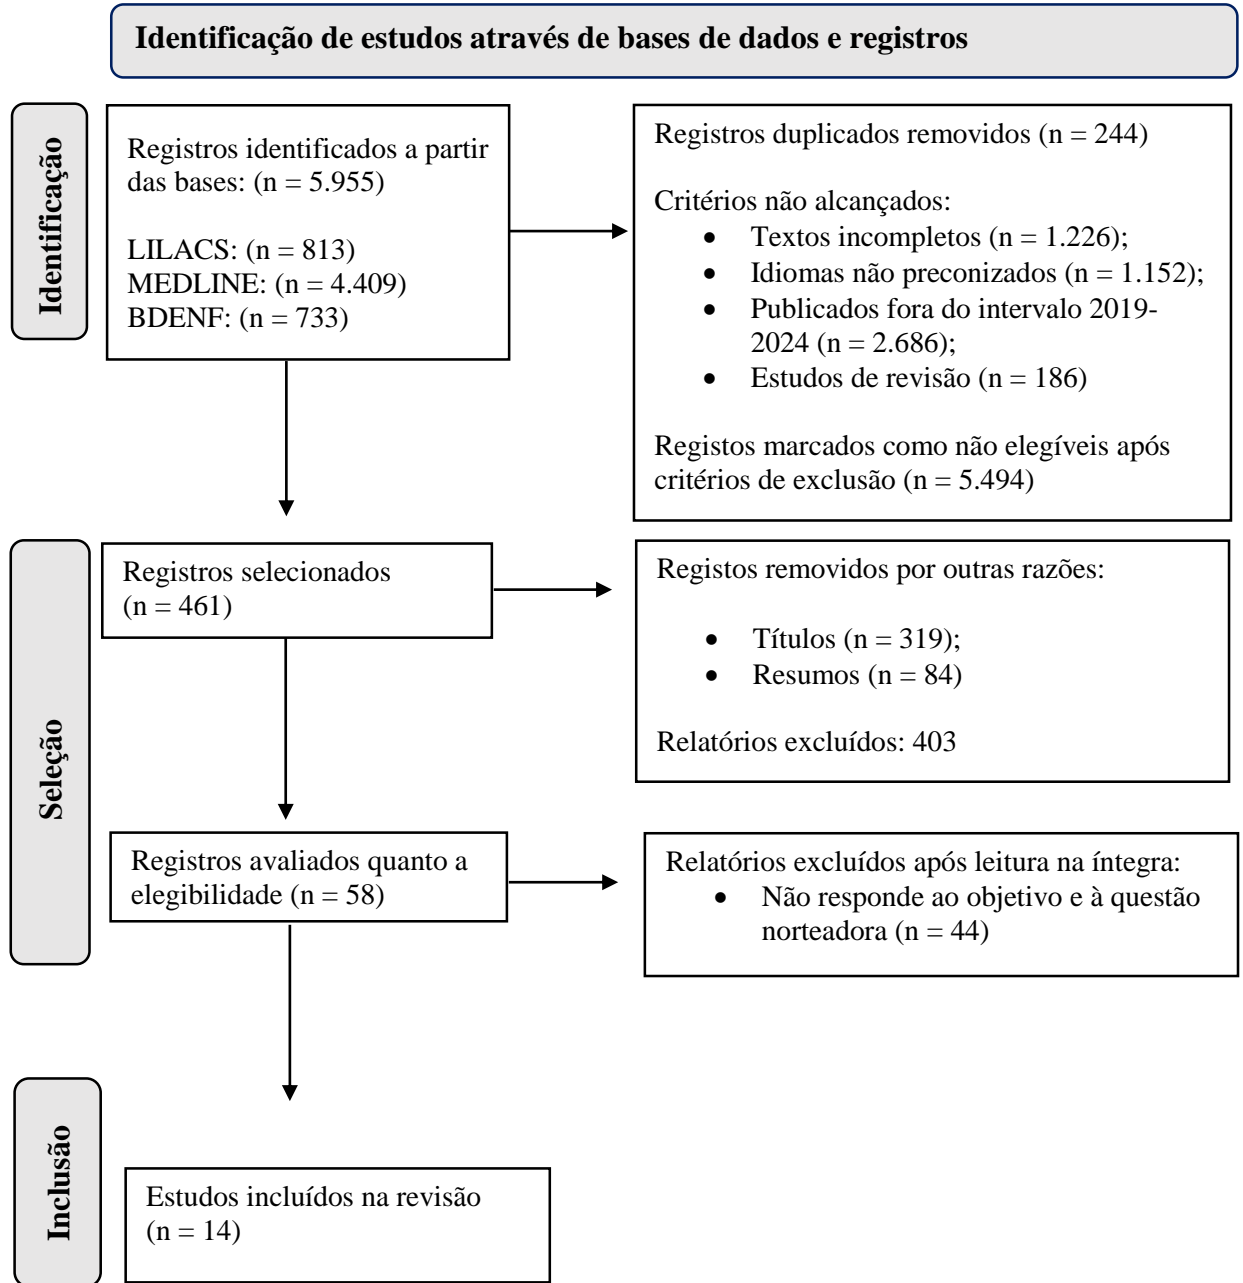 Identificação de estudos através de bases de dados e registros
Identificação
Registros identificados a partir
das bases: (n = 5.955)
LILACS: (n = 813)
MEDLINE: (n = 4.409)
BDENF: (n = 733)
Registros duplicados removidos (n = 244)
Critérios não alcançados:
• Textos incompletos (n = 1.226);
• Idiomas não preconizados (n = 1.152);
• Publicados fora do intervalo 2019-
2024 (n = 2.686);
• Estudos de revisão (n = 186)
Registos marcados como não elegíveis após
critérios de exclusão (n = 5.494)
Seleção
Registros selecionados
(n = 461)
Registos removidos por outras razões:
• Títulos (n = 319);
• Resumos (n = 84)
Relatórios excluídos: 403
Registros avaliados quanto a
elegibilidade (n = 58)
Relatórios excluídos após leitura na íntegra:
• Não responde ao objetivo e à questão
norteadora (n = 44)
Inclusão
Estudos incluídos na revisão
(n = 14)